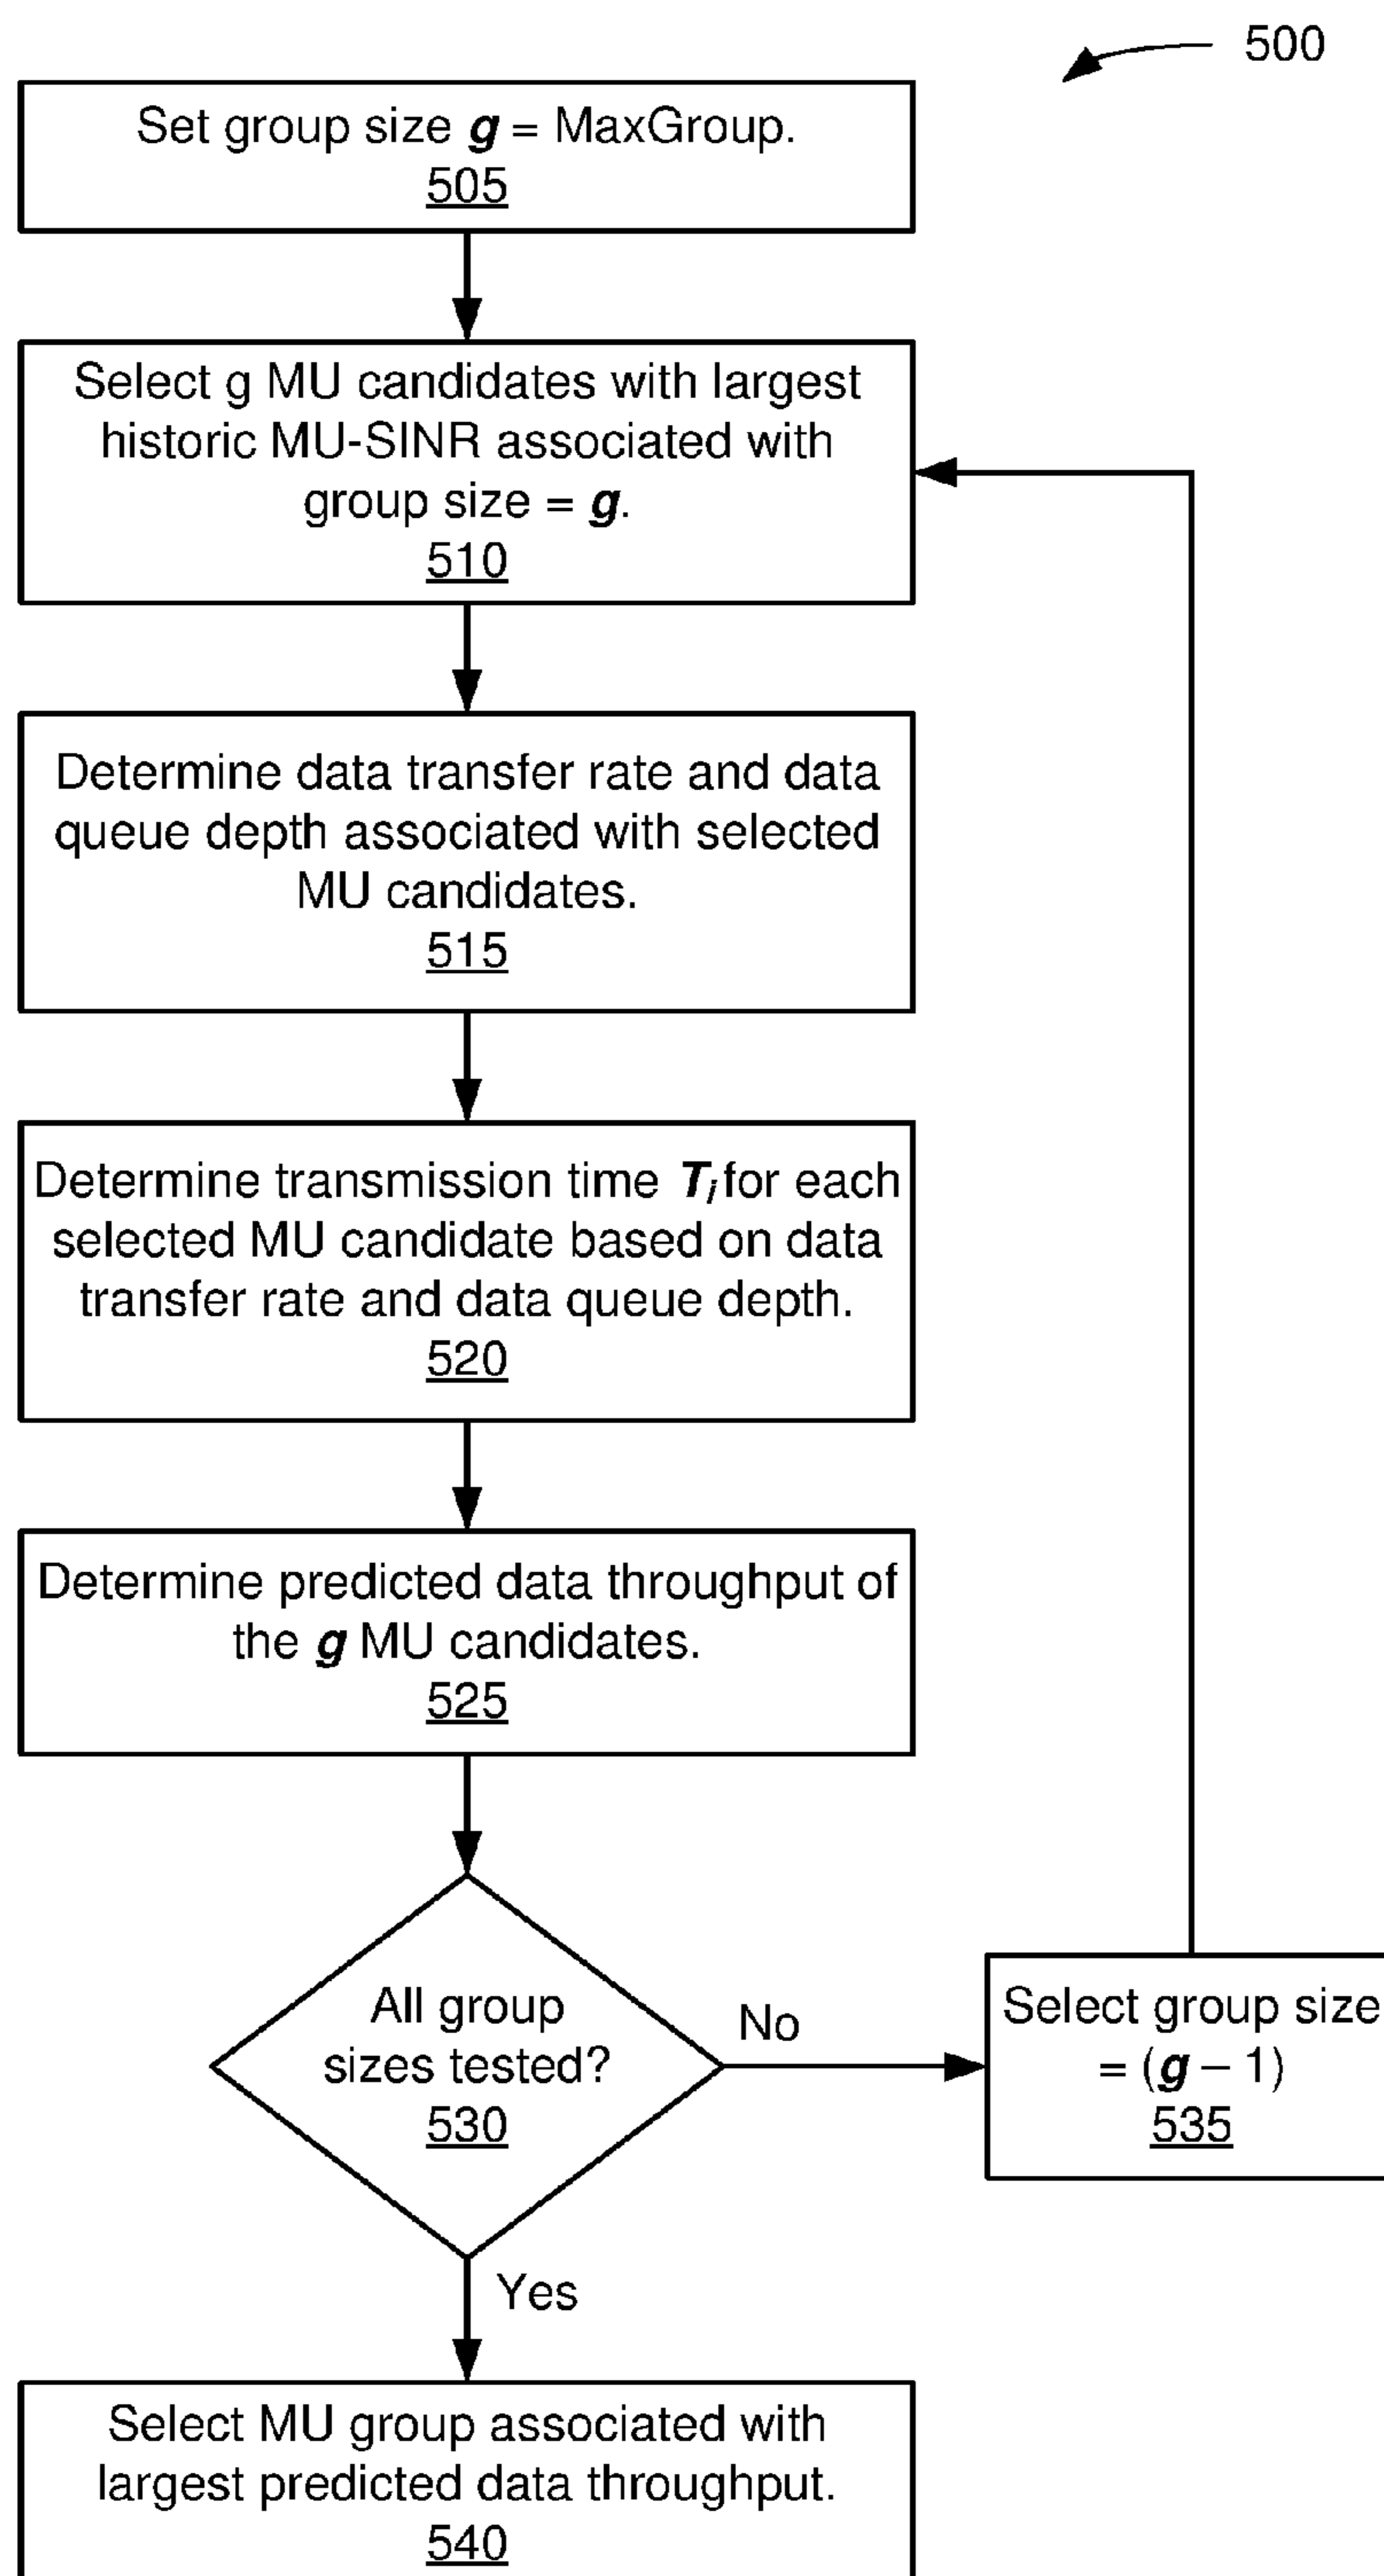 500
Set group size g = MaxGroup.
505
Select g MU candidates with largest
historic MU-SINR associated with
group size = g.
510
Determine data transfer rate and data
queue depth associated with selected
MU candidates.
515
Determine transmission time Ti for each
selected MU candidate based on data
transfer rate and data queue depth.
520
Determine predicted data throughput of
the g MU candidates.
525
All group
sizes tested?
530
No
Select group size
= (g – 1)
535
Yes
Select MU group associated with
largest predicted data throughput.
540